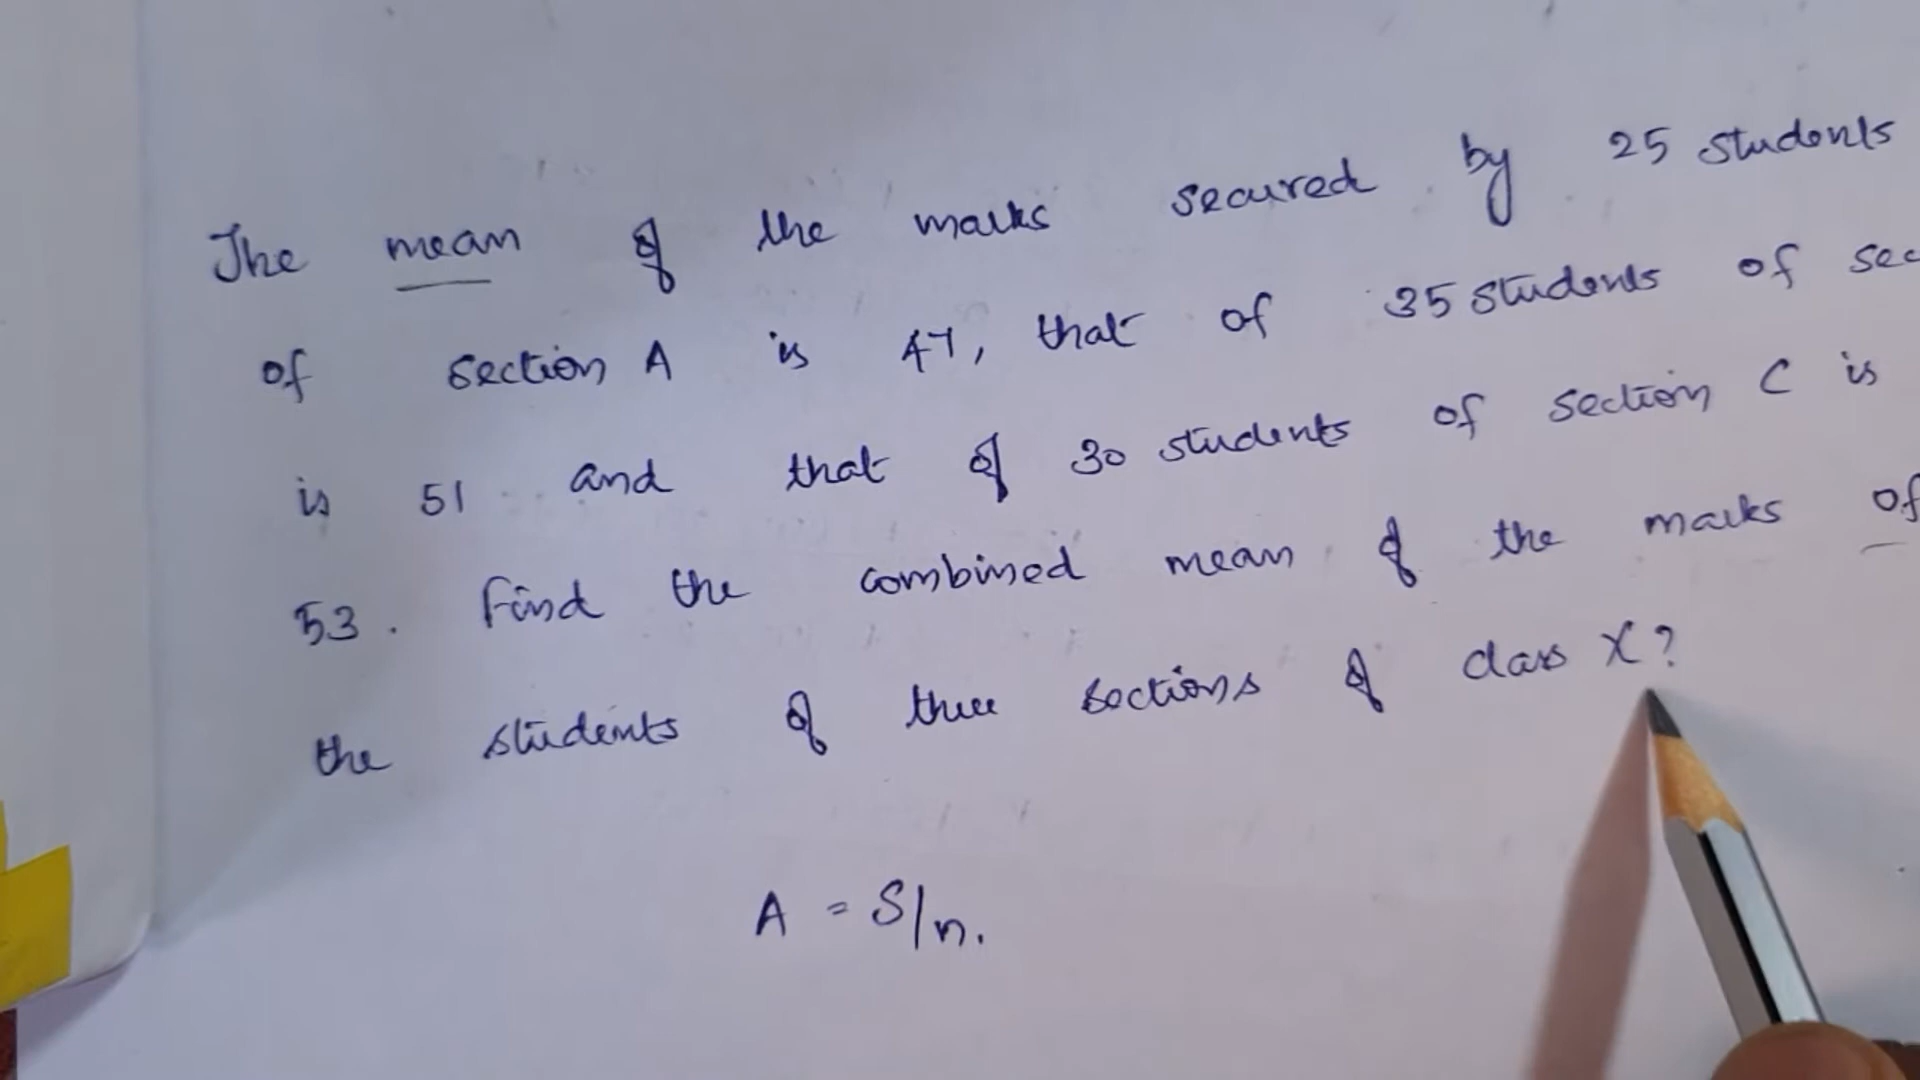 The mean of the marks secured by 25 students
of section A is 47, that of 35 students of sec
is 51 and that of 30 students of section C is
53. Find the combined mean of the marks of
the students of three sections of class X?
A = S/n.